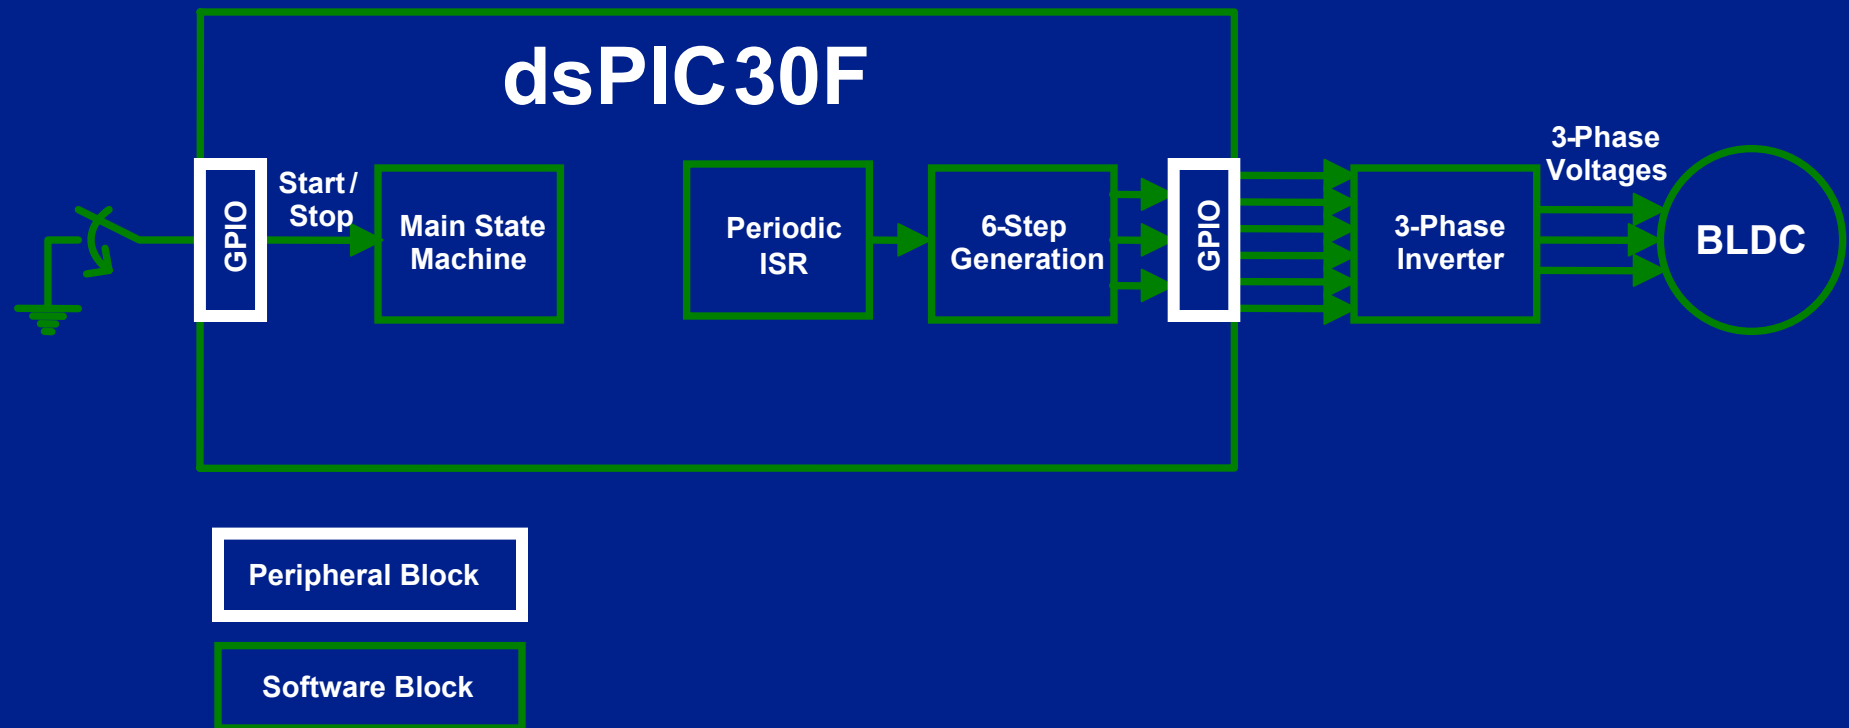 dsPIC30F
GPIO
Start /
Stop
Main State
Machine
Periodic
ISR
6-Step
Generation
GPIO
3-Phase
Inverter
3-Phase
Voltages
BLDC
Peripheral Block
Software Block